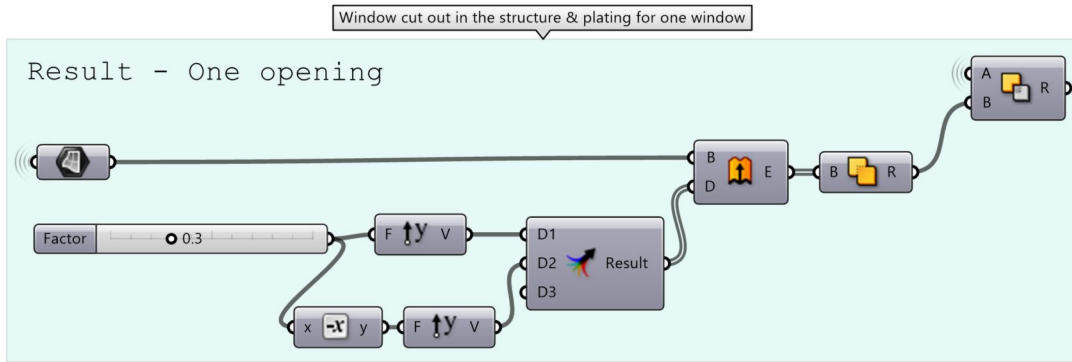 Window cut out in the structure & plating for one window
Result - One opening
A
B
R
B
D
E
B R
Factor 0.3
F y V
D1
D2
D3
Result
x -x y
F y V